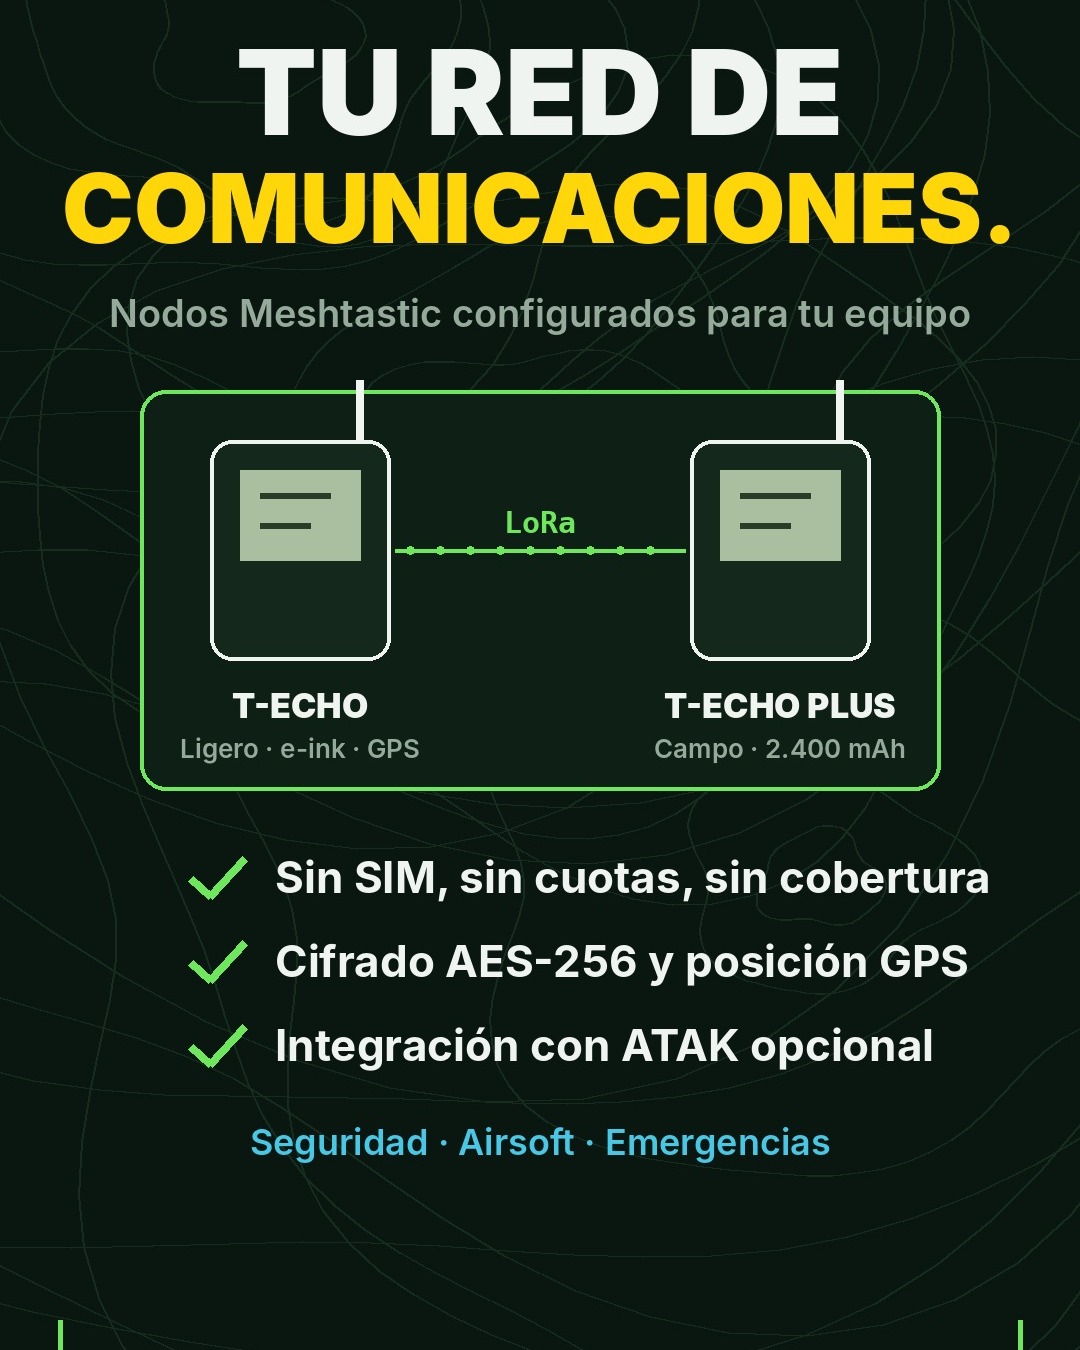 TU RED DE
COMUNICACIONES.
Nodos Meshtastic configurados para tu equipo
LoRa
T-ECHO
Ligero · e-ink · GPS
T-ECHO PLUS
Campo · 2.400 mAh
Sin SIM, sin cuotas, sin cobertura
Cifrado AES-256 y posición GPS
Integración con ATAK opcional
Seguridad · Airsoft · Emergencias